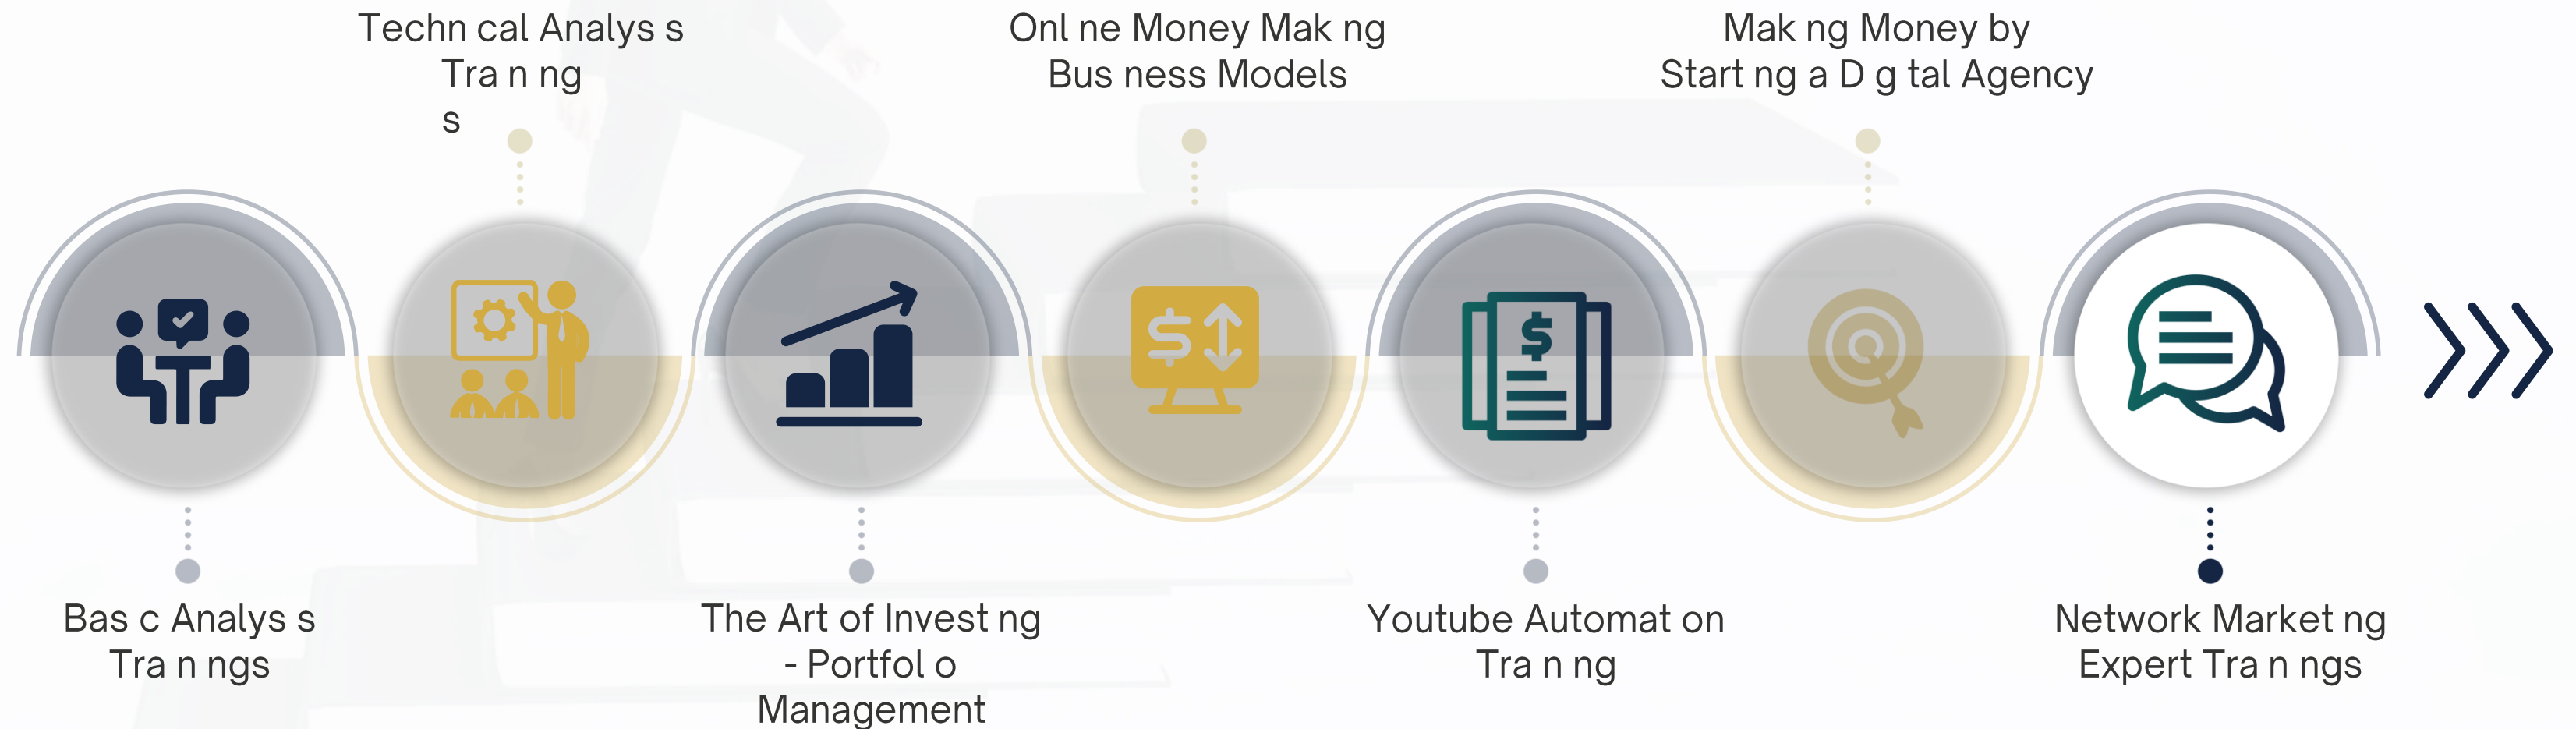 Techn cal Analys s
Tra n ng
s
Onl ne Money Mak ng
Bus ness Models
Mak ng Money by
Start ng a D g tal Agency
Bas c Analys s
Tra n ngs
The Art of Invest ng
- Portfol o
Management
Youtube Automat on
Tra n ng
Network Market ng
Expert Tra n ngs